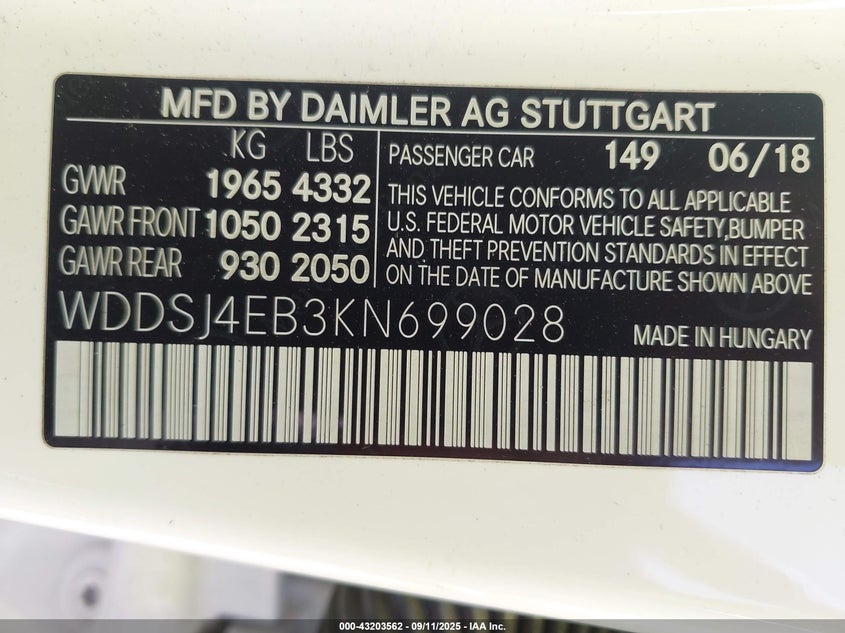 MFD BY DAIMLER AG STUTTGART
KG LBS
GVWR 1965 4332
GAWR FRONT 1050 2315
GAWR REAR 930 2050
PASSENGER CAR 149 06/18
THIS VEHICLE CONFORMS TO ALL APPLICABLE
U.S. FEDERAL MOTOR VEHICLE SAFETY,BUMPER
AND THEFT PREVENTION STANDARDS IN EFFECT
ON THE DATE OF MANUFACTURE SHOWN ABOVE
WDDSJ4EB3KN699028
MADE IN HUNGARY
000-43203562 - 09/11/2025 - IAA Inc.